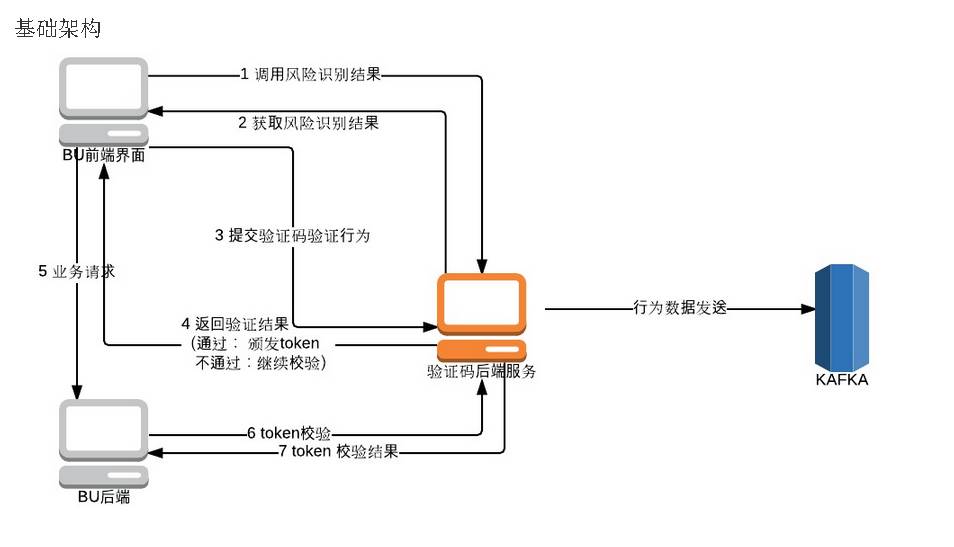 基础架构
1 调用风险识别结果
2 获取风险识别结果
BU前端界面
3 提交验证码验证行为
5 业务请求
行为数据发送
4 返回验证结果
（通过： 颁发token
不通过：继续校验）
验证码后端服务
KAFKA
6 token校验
7 token 校验结果
BU后端